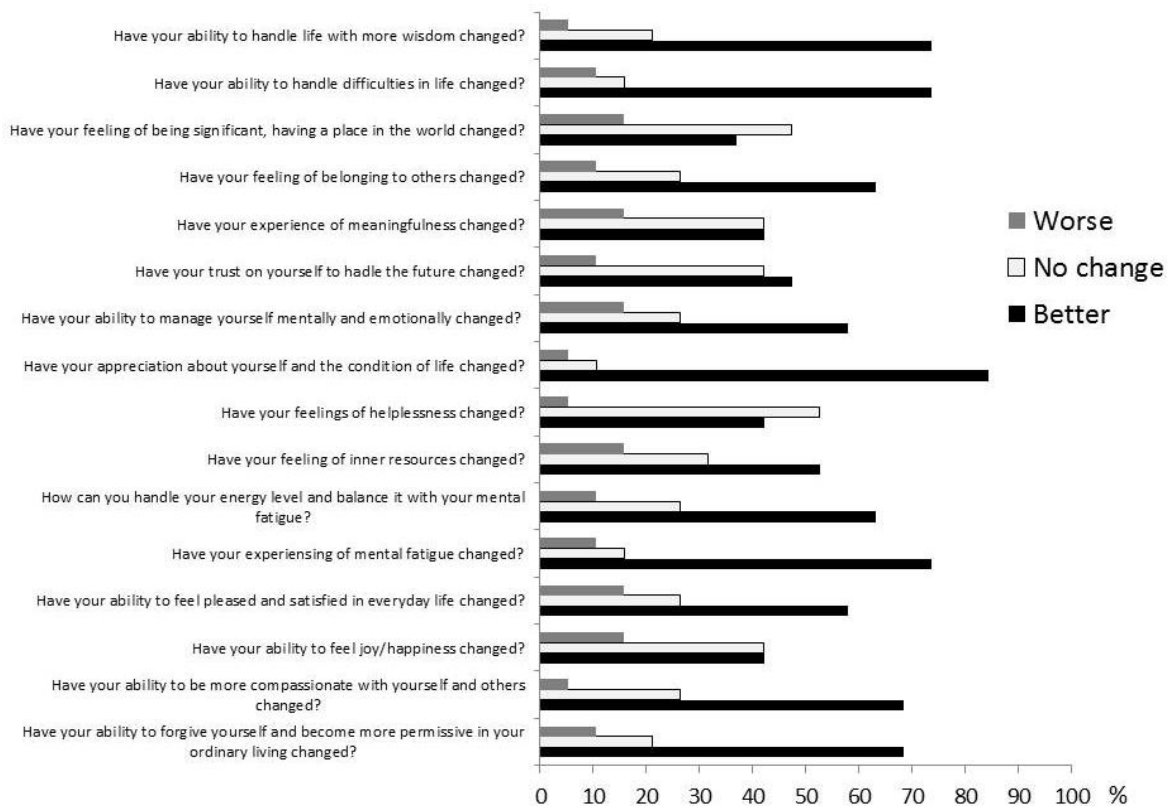 Have your ability to handle life with more wisdom changed?
Have your ability to handle difficulties in life changed?
Have your feeling of being significant, having a place in the world changed?
Have your feeling of belonging to others changed?
Have your experience of meaningfulness changed?
Have your trust on yourself to hadle the future changed?
Have your ability to manage yourself mentally and emotionally changed?
Have your appreciation about yourself and the condition of life changed?
Have your feelings of helplessness changed?
Have your feeling of inner resources changed?
How can you handle your energy level and balance it with your mental
fatigue?
Have your experiensing of mental fatigue changed?
Have your ability to feel pleased and satisfied in everyday life changed?
Have your ability to feel joy/happiness changed?
Have your ability to be more compassionate with yourself and others
changed?
Have your ability to forgive yourself and become more permissive in your
ordinary living changed?
Worse
No change
Better
0 10 20 30 40 50 60 70 80 90 100 %